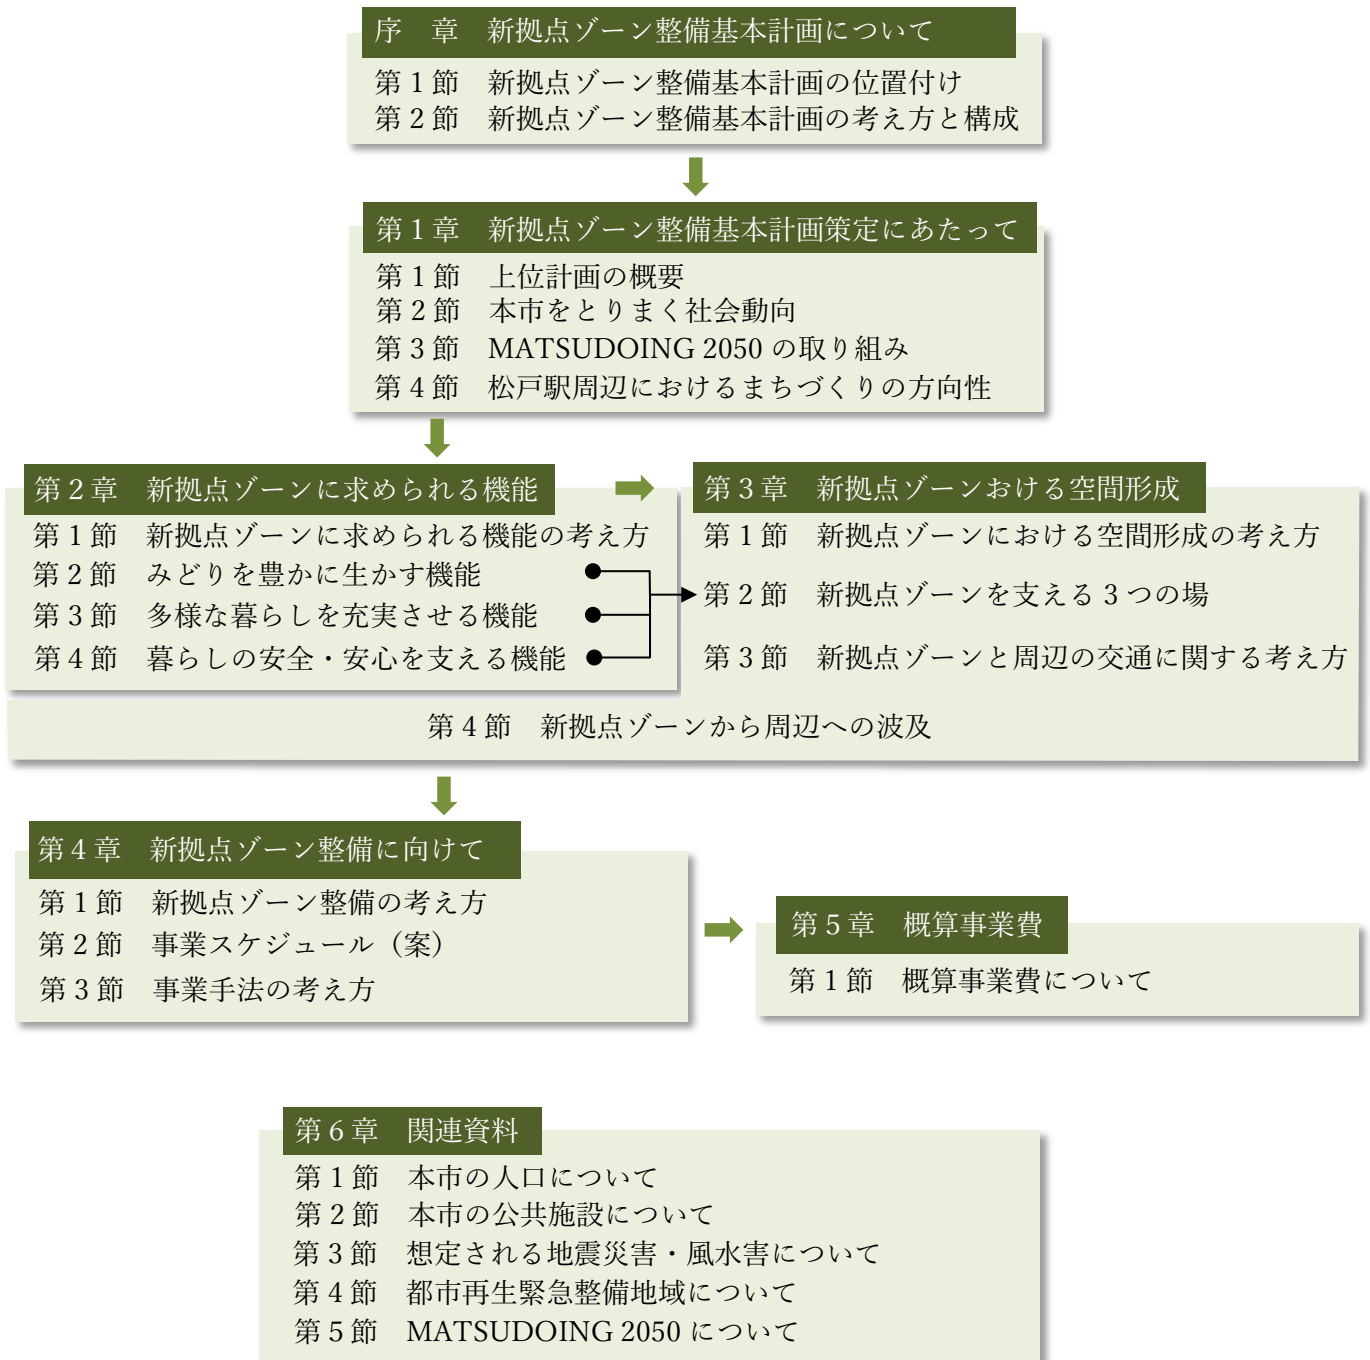 序　章　新拠点ゾーン整備基本計画について
第１節　新拠点ゾーン整備基本計画の位置付け
第２節　新拠点ゾーン整備基本計画の考え方と構成
第１章　新拠点ゾーン整備基本計画策定にあたって
第１節　上位計画の概要
第２節　本市をとりまく社会動向
第３節　MATSUDOING 2050 の取り組み
第４節　松戸駅周辺におけるまちづくりの方向性
第２章　新拠点ゾーンに求められる機能
第１節　新拠点ゾーンに求められる機能の考え方
第２節　みどりを豊かに生かす機能
第３節　多様な暮らしを充実させる機能
第４節　暮らしの安全・安心を支える機能
第３章　新拠点ゾーンおける空間形成
第１節　新拠点ゾーンにおける空間形成の考え方
第２節　新拠点ゾーンを支える３つの場
第３節　新拠点ゾーンと周辺の交通に関する考え方
第４節　新拠点ゾーンから周辺への波及
第４章　新拠点ゾーン整備に向けて
第１節　新拠点ゾーン整備の考え方
第２節　事業スケジュール（案）
第３節　事業手法の考え方
第５章　概算事業費
第１節　概算事業費について
第６章　関連資料
第１節　本市の人口について
第２節　本市の公共施設について
第３節　想定される地震災害・風水害について
第４節　都市再生緊急整備地域について
第５節　MATSUDOING 2050 について